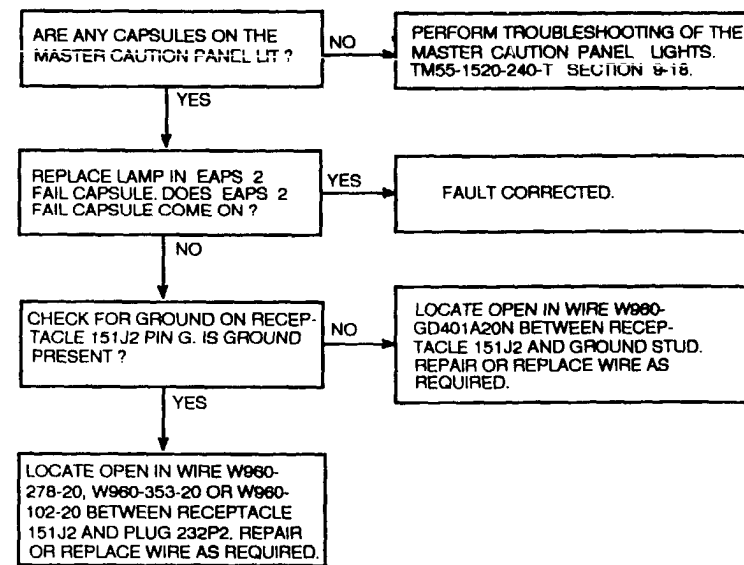 ARE ANY CAPSULES ON THE
MASTER CAUTION PANEL LIT ?
NO
PERFORM TROUBLESHOOTING OF THE
MASTER CAUTION PANEL LIGHTS.
TM55-1520-240-T SECTION 9-18.
YES
REPLACE LAMP IN EAPS 2
FAIL CAPSULE. DOES EAPS 2
FAIL CAPSULE COME ON ?
YES
FAULT CORRECTED.
NO
CHECK FOR GROUND ON RECEP-
TACLE 151J2 PIN G. IS GROUND
PRESENT ?
NO
LOCATE OPEN IN WIRE W960-
GD401A20N BETWEEN RECEP-
TACLE 151J2 AND GROUND STUD.
REPAIR OR REPLACE WIRE AS
REQUIRED.
YES
LOCATE OPEN IN WIRE W960-
278-20, W960-353-20 OR W960-
102-20 BETWEEN RECEPTACLE
151J2 AND PLUG 232P2. REPAIR
OR REPLACE WIRE AS REQUIRED.